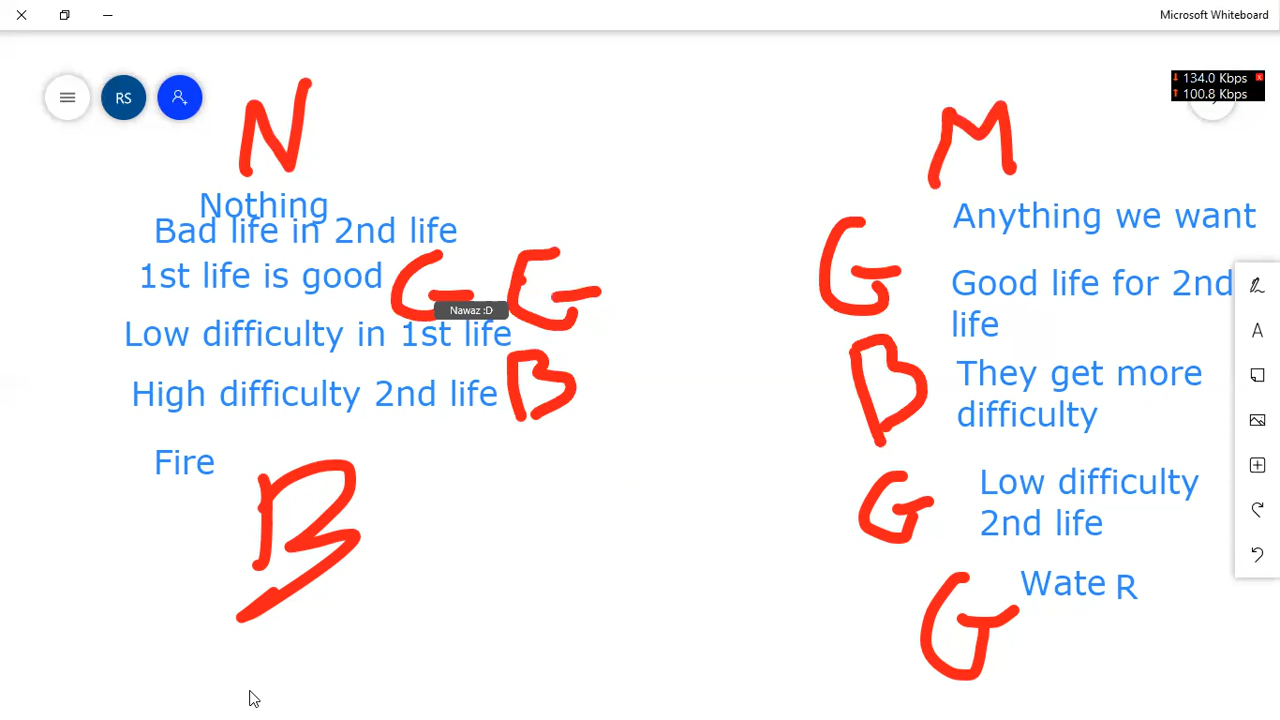 Microsoft Whiteboard
134.0 Kbps
100.8 Kbps
RS
N
Nothing
Bad life in 2nd life
1st life is good G G
Nawaz :D
Low difficulty in 1st life
High difficulty 2nd life B
Fire
B
M
Anything we want
G
Good life for 2nd
life
B
They get more
difficulty
G
Low difficulty
2nd life
Wate R
G
A